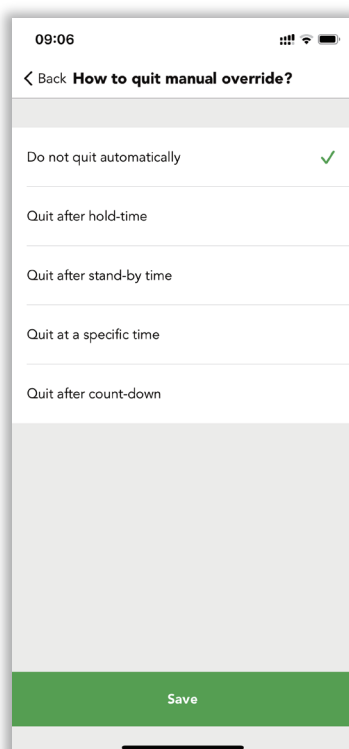 09:06
Back How to quit manual override?
Do not quit automatically
Quit after hold-time
Quit after stand-by time
Quit at a specific time
Quit after count-down
Save